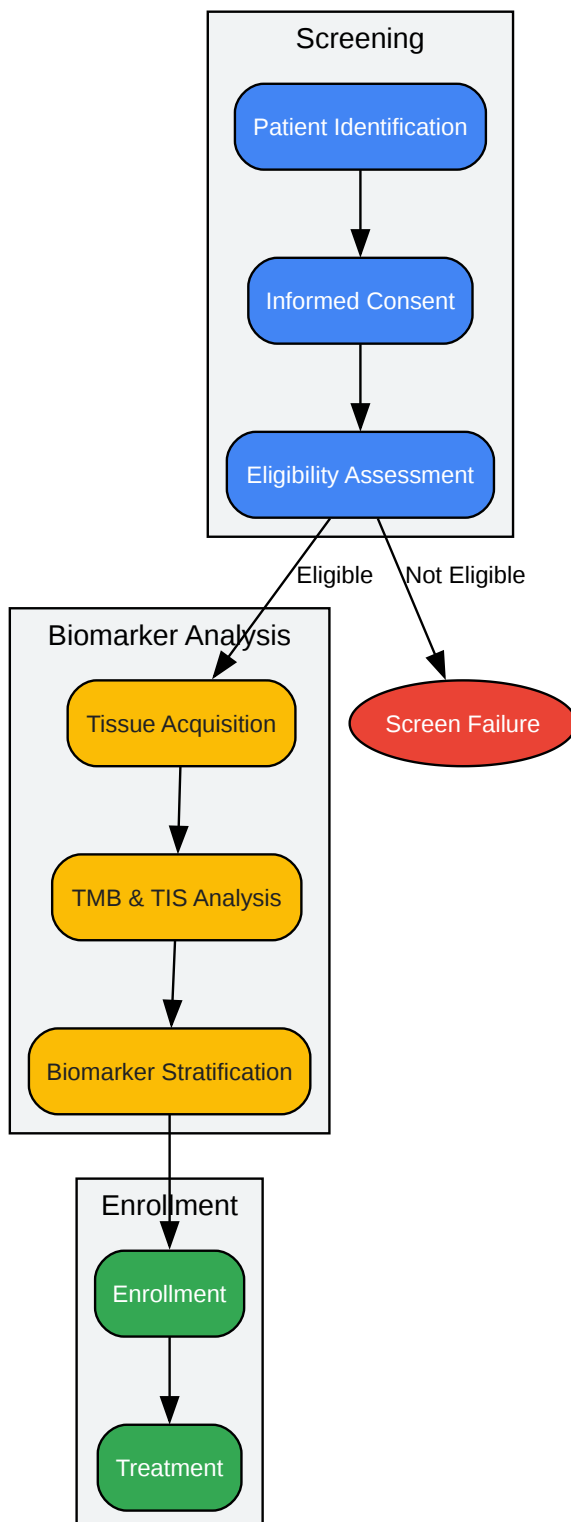 Screening
Patient Identification
Informed Consent
Eligibility Assessment
Eligible
Not Eligible
Biomarker Analysis
Tissue Acquisition
Screen Failure
TMB & TIS Analysis
Biomarker Stratification
Enrollment
Enrollment
Treatment